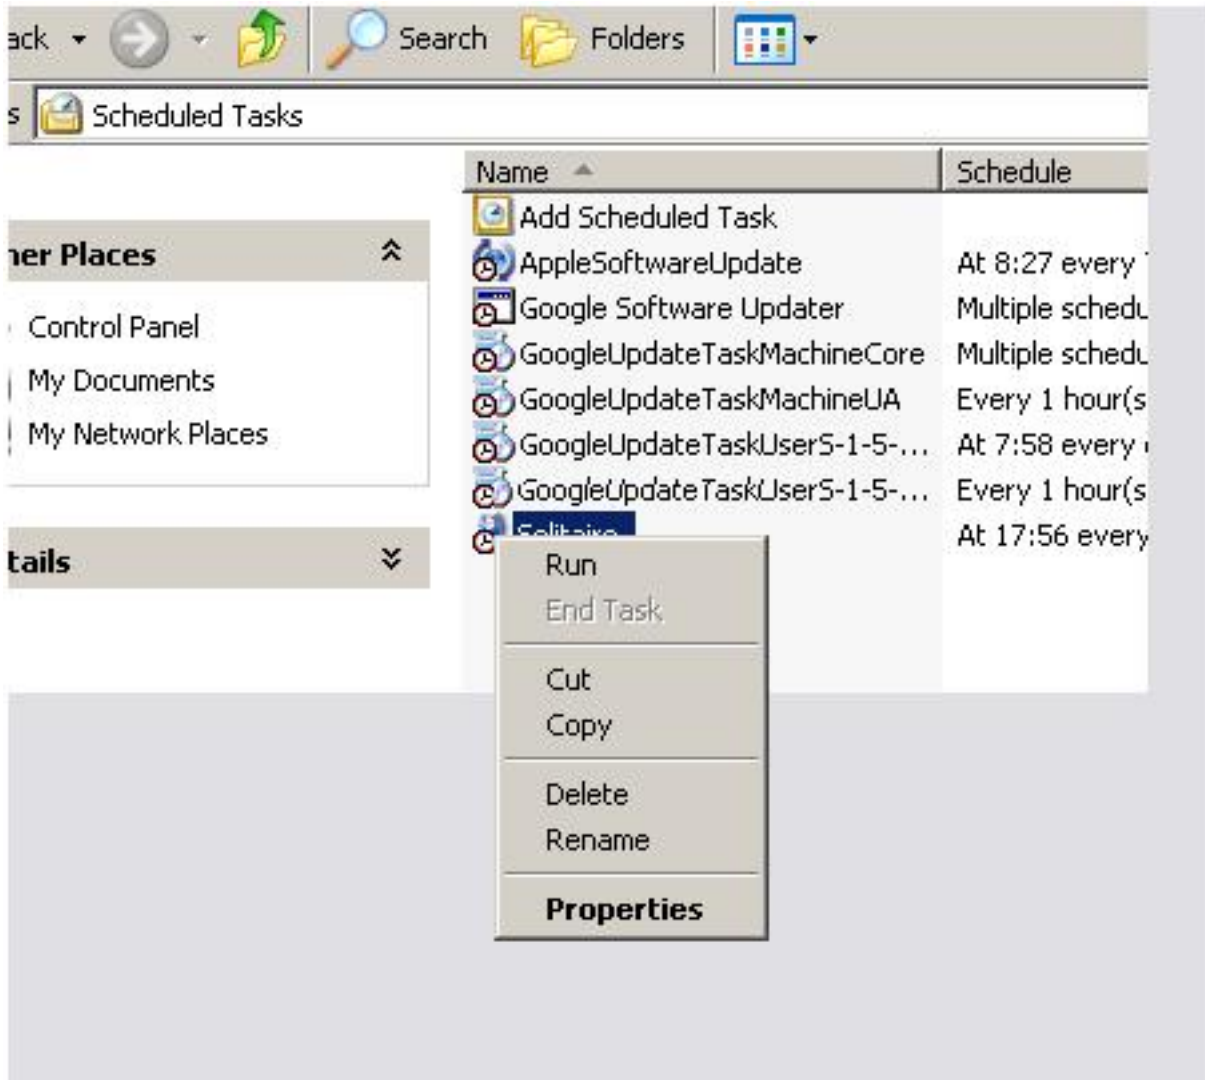 ack Search Folders
s Scheduled Tasks
Name Schedule
Add Scheduled Task
ner Places
AppleSoftwareUpdate At 8:27 every
Google Software Updater Multiple schedu
Control Panel
GoogleUpdateTaskMachineCore Multiple schedu
My Documents
GoogleUpdateTaskMachineUA Every 1 hour(s
My Network Places
GoogleUpdateTaskUserS-1-5-... At 7:58 every
GoogleUpdateTaskUserS-1-5-... Every 1 hour(s
Solitaire At 17:56 every
tails
Run
End Task
Cut
Copy
Delete
Rename
Properties